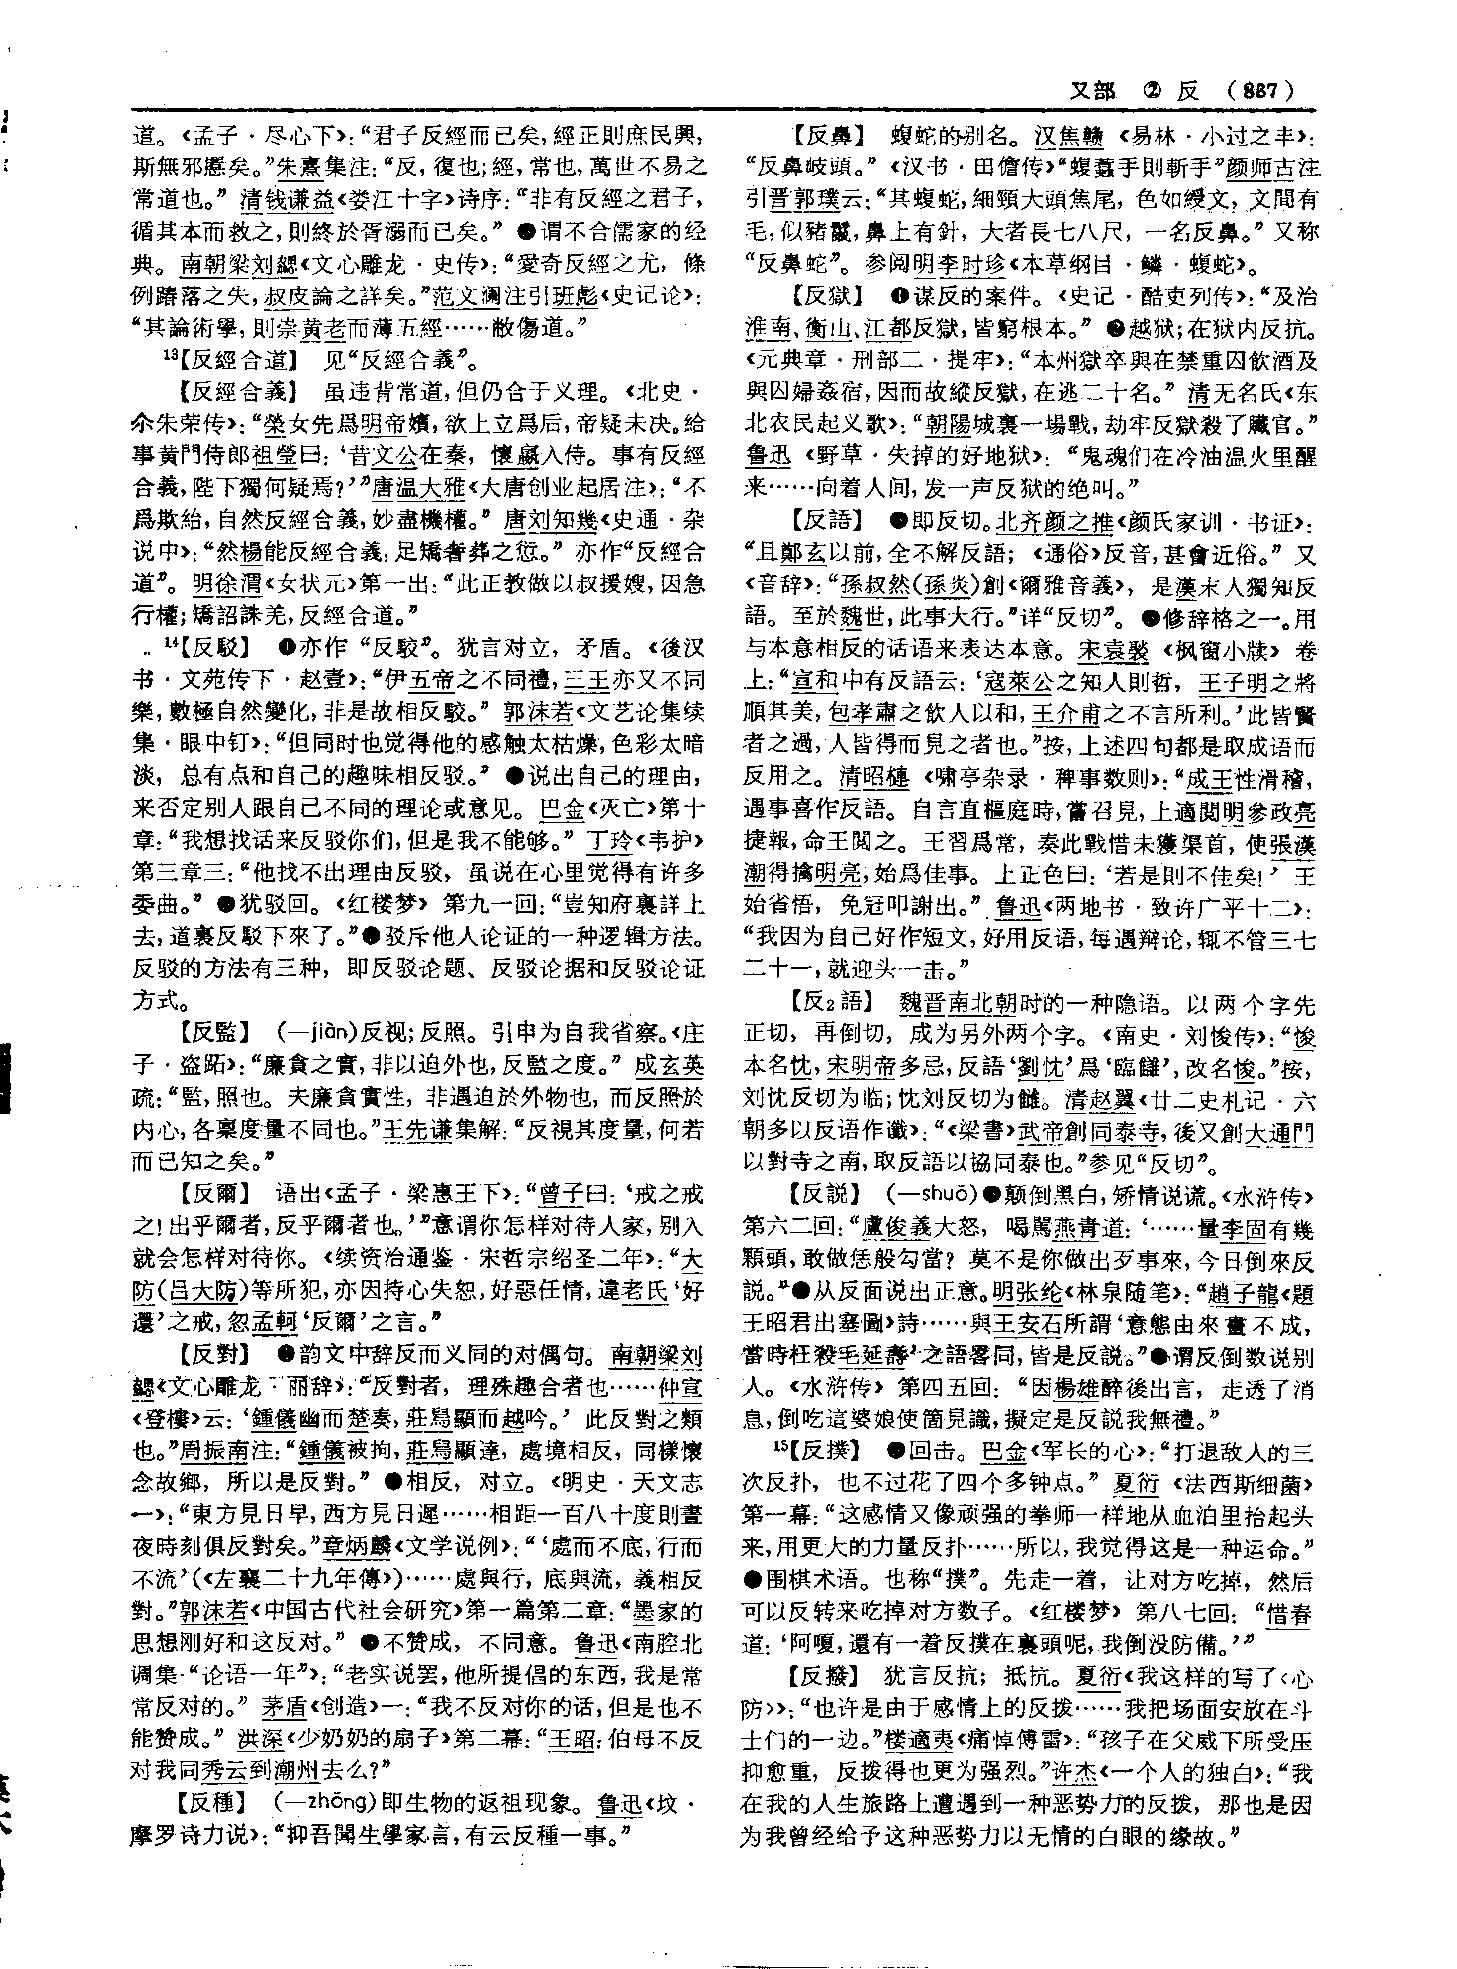 又部 ② 反 (867)
道。《孟子·尽心下》：“君子反經而已矣，經正則庶民興，
斯無邪慝矣。”朱熹集注：“反，復也；經，常也，萬世不易之
常道也。” 清钱谦益《娄江十字》诗序：“非有反經之君子，
循其本而救之，則終於胥溺而已矣。” ❷谓不合儒家的经
典。南朝梁刘勰《文心雕龙·史传》：“愛奇反經之尤，條
例踳落之失，叔皮論之詳矣。”范文澜注引班彪《史记论》：
“其論術學，則崇黄老而薄五經……敝傷道。”
¹³【反經合道】 见“反經合義”。
【反經合義】 虽违背常道，但仍合于义理。《北史·
尒朱荣传》：“榮女先爲明帝嬪，欲上立爲后，帝疑未决。給
事黄門侍郎祖瑩曰：‘昔文公在秦，懷嬴入侍。事有反經
合義，陛下獨何疑焉？’”唐温大雅《大唐创业起居注》：“不
爲欺紿，自然反經合義，妙盡機權。” 唐刘知幾《史通·杂
说中》：“然楊能反經合義，足矯奢葬之愆。” 亦作“反經合
道”。明徐渭《女状元》第一出：“此正教做以叔援嫂，因急
行權；矯詔誅羌，反經合道。”
¹⁴【反駁】 ❶亦作“反駮”。犹言对立，矛盾。《後汉
书·文苑传下·赵壹》：“伊五帝之不同禮，三王亦又不同
樂，數極自然變化，非是故相反駮。” 郭沫若《文艺论集续
集·眼中钉》：“但同时也觉得他的感触太枯燥，色彩太暗
淡，总有点和自己的趣味相反驳。” ❷说出自己的理由，
来否定别人跟自己不同的理论或意见。巴金《灭亡》第十
章：“我想找话来反驳你们，但是我不能够。” 丁玲《韦护》
第三章三：“他找不出理由反驳，虽说在心里觉得有许多
委曲。” ❸犹驳回。《红楼梦》第九一回：“豈知府裏詳上
去，道裏反駁下來了。”❹驳斥他人论证的一种逻辑方法。
反驳的方法有三种，即反驳论题、反驳论据和反驳论证
方式。
【反監】 (—jiàn)反视；反照。引申为自我省察。《庄
子·盗跖》：“廉貪之實，非以迫外也，反監之度。” 成玄英
疏：“監，照也。夫廉貪實性，非過迫於外物也，而反照於
内心，各稟度量不同也。”王先谦集解：“反視其度量，何若
而已知之矣。”
【反爾】 语出《孟子·梁惠王下》：“曾子曰：‘戒之戒
之！出乎爾者，反乎爾者也。’”意谓你怎样对待人家，别人
就会怎样对待你。《续资治通鉴·宋哲宗绍圣二年》：“大
防(吕大防)等所犯，亦因持心失恕，好惡任情，違老氏‘好
還’之戒，忽孟軻‘反爾’之言。”
【反對】 ❶韵文中辞反而义同的对偶句。南朝梁刘
勰《文心雕龙·丽辞》：“反對者，理殊趣合者也……仲宣
《登樓》云：‘鍾儀幽而楚奏，莊舄顯而越吟。’ 此反對之類
也。”周振甫注：“鍾儀被拘，莊舄顯達，處境相反，同樣懷
念故鄉，所以是反對。” ❷相反，对立。《明史·天文志
一》：“東方見日早，西方見日遲……相距一百八十度則晝
夜時刻俱反對矣。”章炳麟《文学说例》：“‘處而不底，行而
不流’(《左襄二十九年傳》)……處與行，底與流，義相反
對。”郭沫若《中国古代社会研究》第一篇第二章：“墨家的
思想刚好和这反对。” ❸不赞成，不同意。鲁迅《南腔北
调集·“论语一年”》：“老实说罢，他所提倡的东西，我是常
常反对的。” 茅盾《创造》一：“我不反对你的话，但是也不
能赞成。” 洪深《少奶奶的扇子》第二幕：“王昭：伯母不反
对我同秀云到潮州去么？”
【反種】 (—zhǒng)即生物的返祖现象。鲁迅《坟·
摩罗诗力说》：“抑吾聞生學家言，有云反種一事。”
【反鼻】 蝮蛇的别名。汉焦赣《易林·小过之丰》：
“反鼻岐頭。” 《汉书·田儋传》“蝮蠚手則斬手”颜师古注
引晋郭璞云：“其蝮蛇，細頸大頭焦尾，色如綬文，文間有
毛，似豬鬣，鼻上有針，大者長七八尺，一名反鼻。”又称
“反鼻蛇”。参阅明李时珍《本草纲目·鳞·蝮蛇》。
【反獄】 ❶谋反的案件。《史记·酷吏列传》：“及治
淮南、衡山、江都反獄，皆窮根本。” ❷越狱；在狱内反抗。
《元典章·刑部二·提牢》：“本州獄卒與在禁重囚飲酒及
與囚婦姦宿，因而故縱反獄，在逃二十名。” 清无名氏《东
北农民起义歌》：“朝陽城裏一場戰，劫牢反獄殺了贓官。”
鲁迅《野草·失掉的好地狱》：“鬼魂们在冷油温火里醒
来……向着人间，发一声反狱的绝叫。”
【反語】 ❶即反切。北齐颜之推《颜氏家训·书证》：
“且鄭玄以前，全不解反語；《通俗》反音，甚會近俗。” 又
《音辞》：“孫叔然(孫炎)創《爾雅音義》，是漢末人獨知反
語。至於魏世，此事大行。”详“反切”。❷修辞格之一。用
与本意相反的话语来表达本意。宋袁褧《枫窗小牍》卷
上：“宣和中有反語云：‘寇萊公之知人則哲，王子明之將
順其美，包孝肅之飲人以和，王介甫之不言所利。’此皆賢
者之過，人皆得而見之者也。”按，上述四句都是取成语而
反用之。清昭槤《啸亭杂录·稗事数则》：“成王性滑稽，
遇事喜作反語。自言直樞庭時，嘗召見，上適閲明參政亮
捷報，命王閲之。王習爲常，奏此戰惜未獲渠首，使張漢
潮得擒明亮，始爲佳事。上正色曰：‘若是則不佳矣！’ 王
始省悟，免冠叩謝出。” 鲁迅《两地书·致许广平十二》：
“我因为自己好作短文，好用反语，每遇辩论，辄不管三七
二十一，就迎头一击。”
【反₂語】 魏晋南北朝时的一种隐语。以两个字先
正切，再倒切，成为另外两个字。《南史·刘悛传》：“悛
本名忱，宋明帝多忌，反語‘劉忱’爲‘臨讎’，改名悛。”按，
刘忱反切为临；忱刘反切为雠。清赵翼《廿二史札记·六
朝多以反语作谶》：“《梁書》武帝創同泰寺，後又創大通門
以對寺之南，取反語以協同泰也。”参见“反切”。
【反説】 (—shuō)❶颠倒黑白，矫情说谎。《水浒传》
第六二回：“盧俊義大怒，喝罵燕青道：‘……量李固有幾
顆頭，敢做恁般勾當？莫不是你做出歹事來，今日倒來反
説。”❷从反面说出正意。明张纶《林泉随笔》：“趙子龍《題
王昭君出塞圖》詩……與王安石所謂‘意態由來畫不成，
當時枉殺毛延壽’之語畧同，皆是反説。”❸谓反倒数说别
人。《水浒传》第四五回：“因楊雄醉後出言，走透了消
息，倒吃這婆娘使箇見識，擬定是反説我無禮。”
¹⁵【反撲】 ❶回击。巴金《军长的心》：“打退敌人的三
次反扑，也不过花了四个多钟点。” 夏衍《法西斯细菌》
第一幕：“这感情又像顽强的拳师一样地从血泊里抬起头
来，用更大的力量反扑……所以，我觉得这是一种运命。”
❷围棋术语。也称“撲”。先走一着，让对方吃掉，然后
可以反转来吃掉对方数子。《红楼梦》第八七回：“惜春
道：‘阿嗄，還有一着反撲在裏頭呢，我倒没防備。’”
【反撥】 犹言反抗；抵抗。夏衍《我这样的写了〈心
防〉》：“也许是由于感情上的反拨……我把场面安放在斗
士们的一边。”楼適夷《痛悼傅雷》：“孩子在父威下所受压
抑愈重，反拨得也更为强烈。”许杰《一个人的独白》：“我
在我的人生旅路上遭遇到一种恶势力的反拨，那也是因
为我曾经给予这种恶势力以无情的白眼的缘故。”